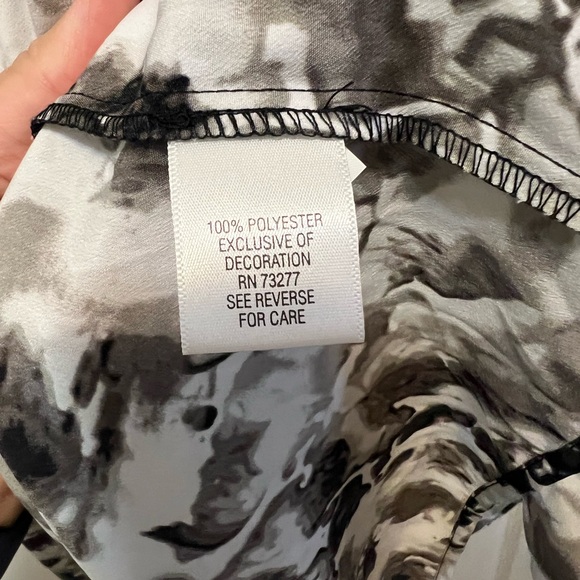 100% POLYESTER
EXCLUSIVE OF
DECORATION
RN 73277
SEE REVERSE
FOR CARE